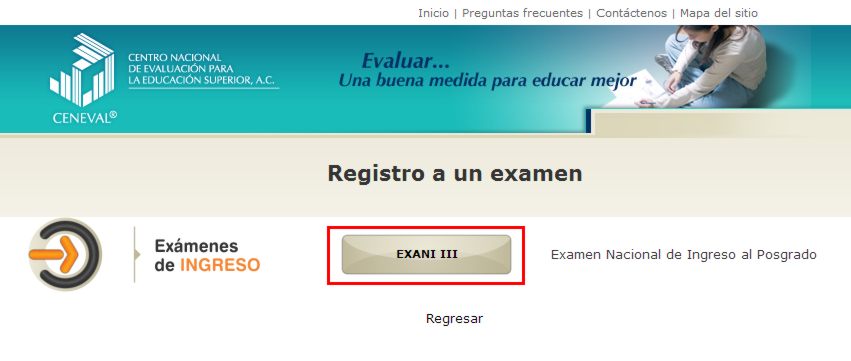 Inicio | Preguntas frecuentes | Contáctenos | Mapa del sitio
CENTRO NACIONAL
DE EVALUACIÓN PARA
LA EDUCACIÓN SUPERIOR, A.C.
CENEVAL®
Evaluar...
Una buena medida para educar mejor
Registro a un examen
Exámenes
de INGRESO
EXANI III
Examen Nacional de Ingreso al Posgrado
Regresar